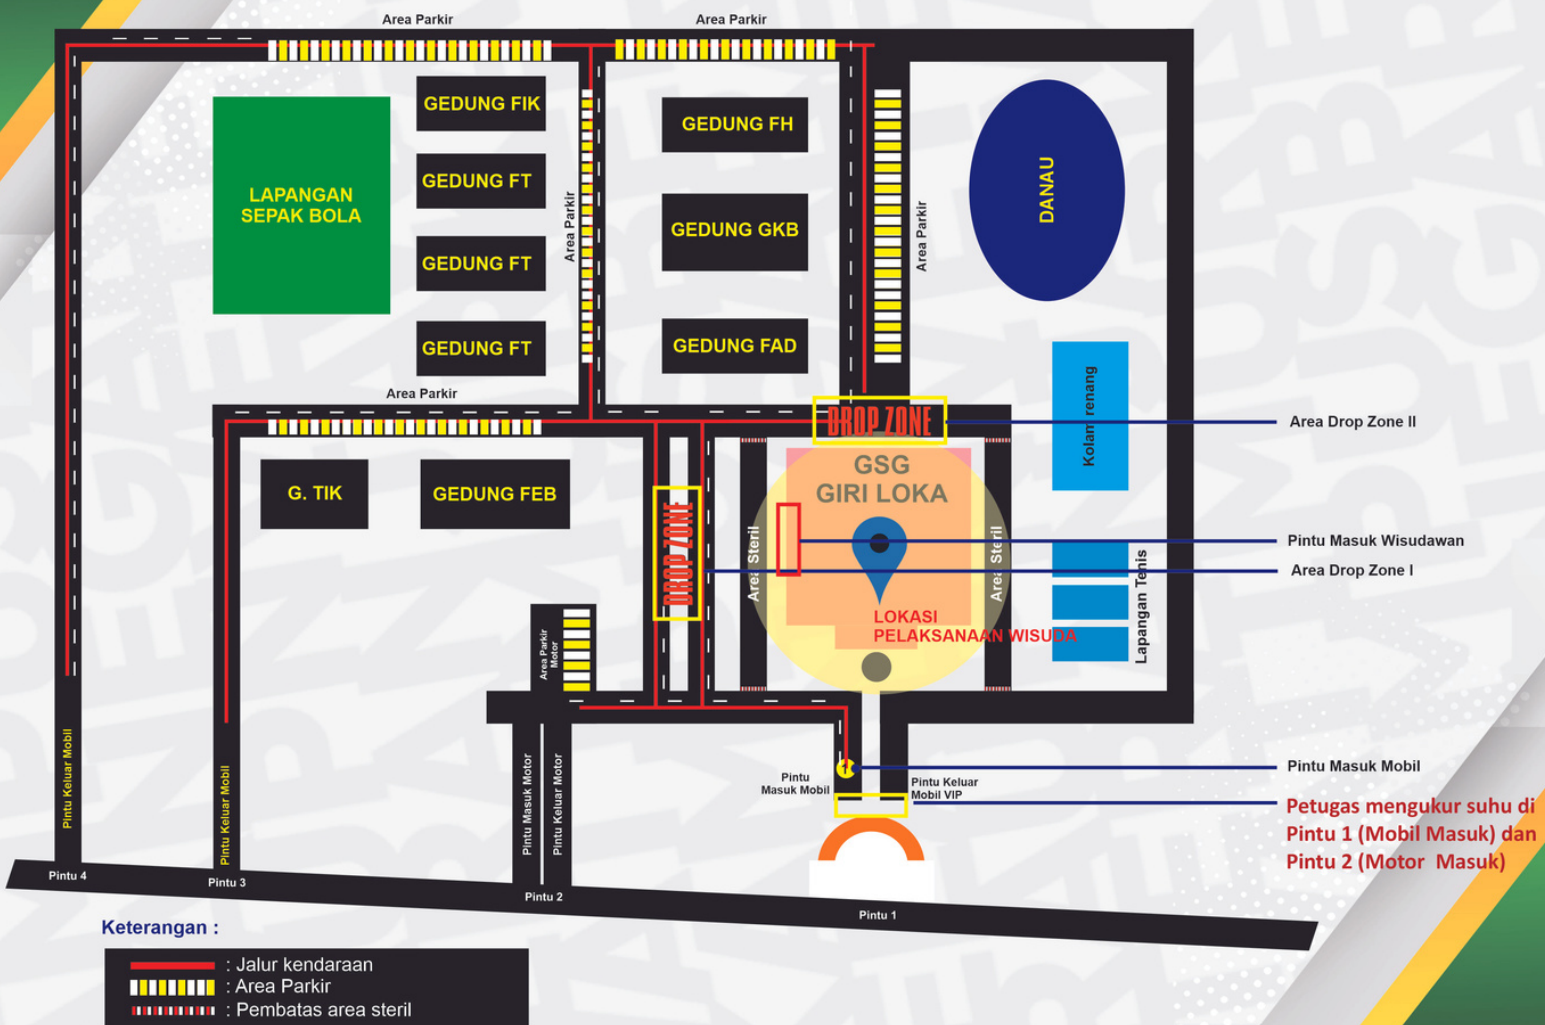 Area Parkir
Area Parkir
GEDUNG FIK
GEDUNG FH
LAPANGAN
SEPAK BOLA
GEDUNG FT
Area Parkir
GEDUNG GKB
Area Parkir
DANAU
GEDUNG FT
GEDUNG FT
GEDUNG FAD
Area Parkir
DROP ZONE
Kolam renang
Area Drop Zone II
GSG
GIRI LOKA
G. TIK
GEDUNG FEB
DROP ZONE
Area Steril
Area Steril
Pintu Masuk Wisudawan
Area Drop Zone I
LOKASI
PELAKSANAAN WISUDA
Lapangan Tenis
Area Parkir
Motor
Pintu Keluar Mobil
Pintu Keluar Mobil
Pintu Masuk Motor
Pintu Keluar Motor
Pintu
Masuk Mobil
Pintu Keluar
Mobil VIP
Pintu Masuk Mobil
Petugas mengukur suhu di
Pintu 1 (Mobil Masuk) dan
Pintu 2 (Motor Masuk)
Pintu 4
Pintu 3
Pintu 2
Pintu 1
Keterangan :
: Jalur kendaraan
: Area Parkir
: Pembatas area steril